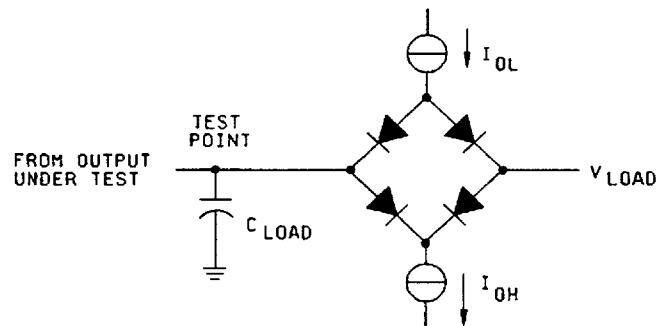 I OL
TEST
POINT
FROM OUTPUT
UNDER TEST
V LOAD
C LOAD
I OH